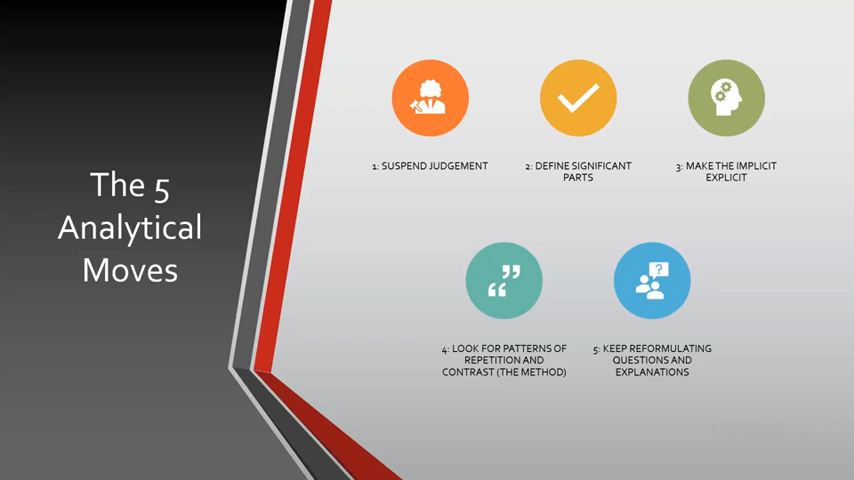 The 5
Analytical
Moves
1: SUSPEND JUDGEMENT
2: DEFINE SIGNIFICANT
PARTS
3: MAKE THE IMPLICIT
EXPLICIT
4: LOOK FOR PATTERNS OF
REPETITION AND
CONTRAST (THE METHOD)
?
5: KEEP REFORMULATING
QUESTIONS AND
EXPLANATIONS